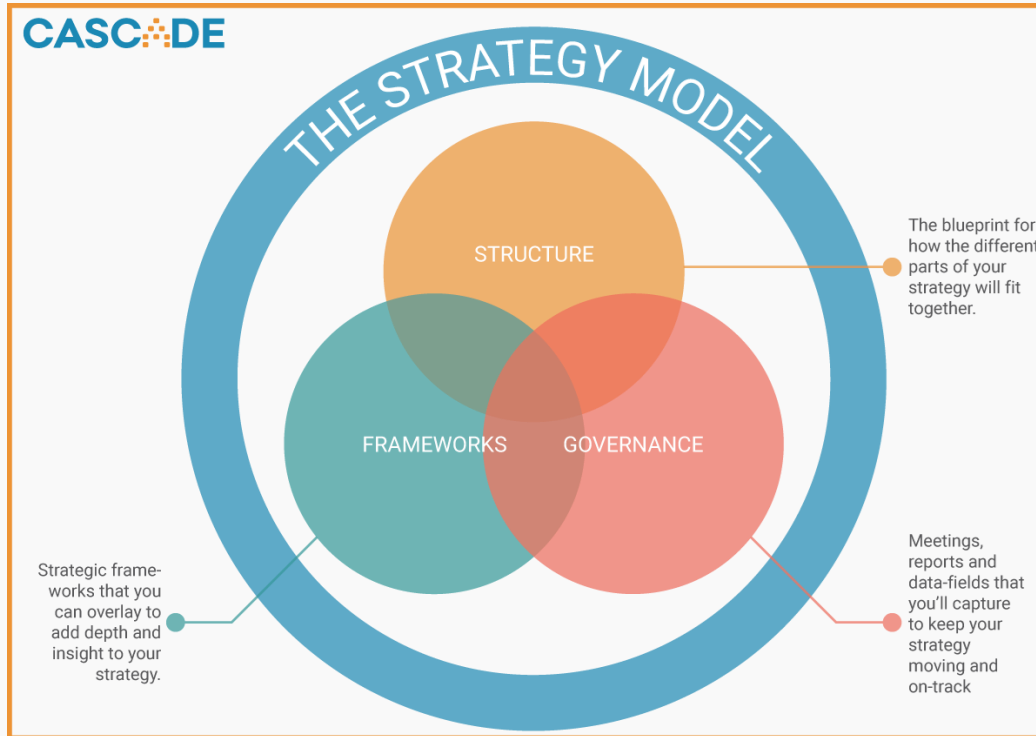 CASCADE
THE STRATEGY MODEL
STRUCTURE
The blueprint for
how the different
parts of your
strategy will fit
together.
FRAMEWORKS
GOVERNANCE
Strategic frame-
works that you
can overlay to
add depth and
insight to your
strategy.
Meetings,
reports and
data-fields that
you'll capture
to keep your
strategy
moving and
on-track